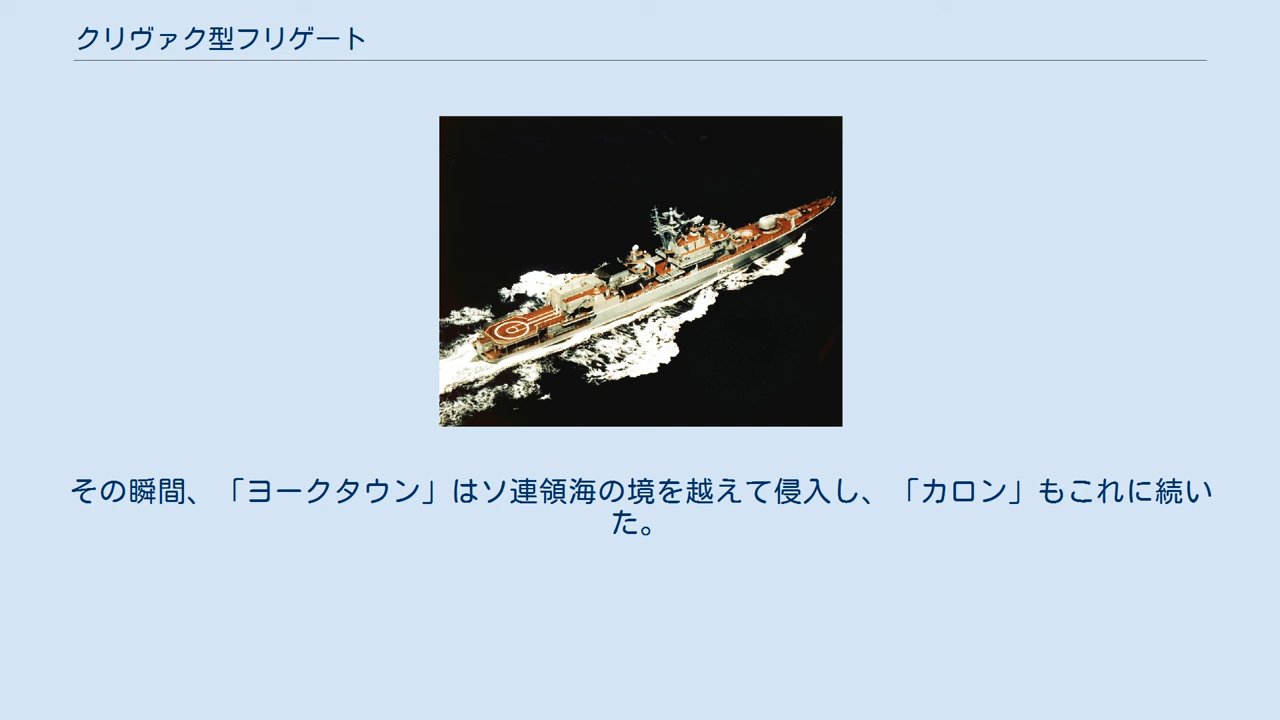 クリヴァク型フリゲート
その瞬間、「ヨークタウン」はソ連領海の境を越えて侵入し、「カロン」もこれに続い
た。